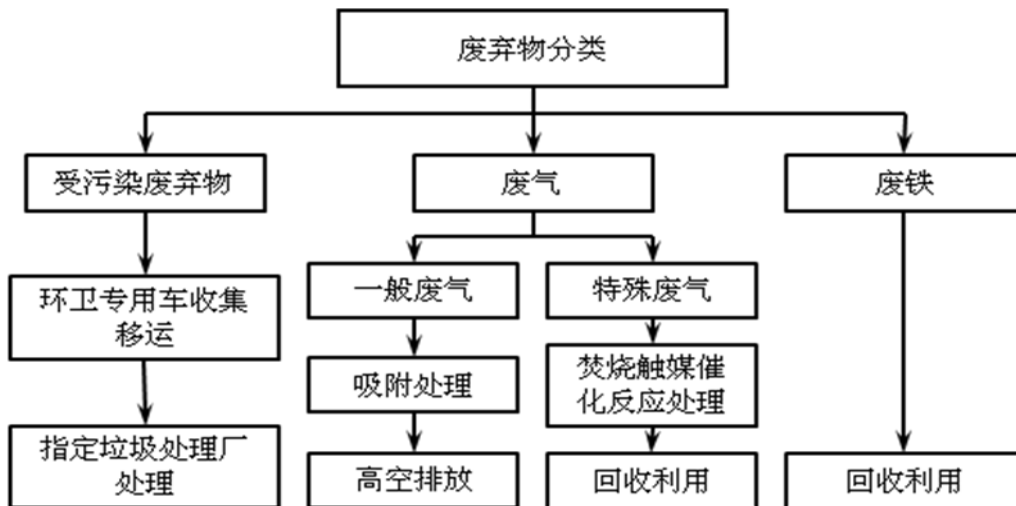 废弃物分类
受污染废弃物
废气
废铁
环卫专用车收集
移运
一般废气
特殊废气
吸附处理
焚烧触媒催
化反应处理
指定垃圾处理厂
处理
高空排放
回收利用
回收利用